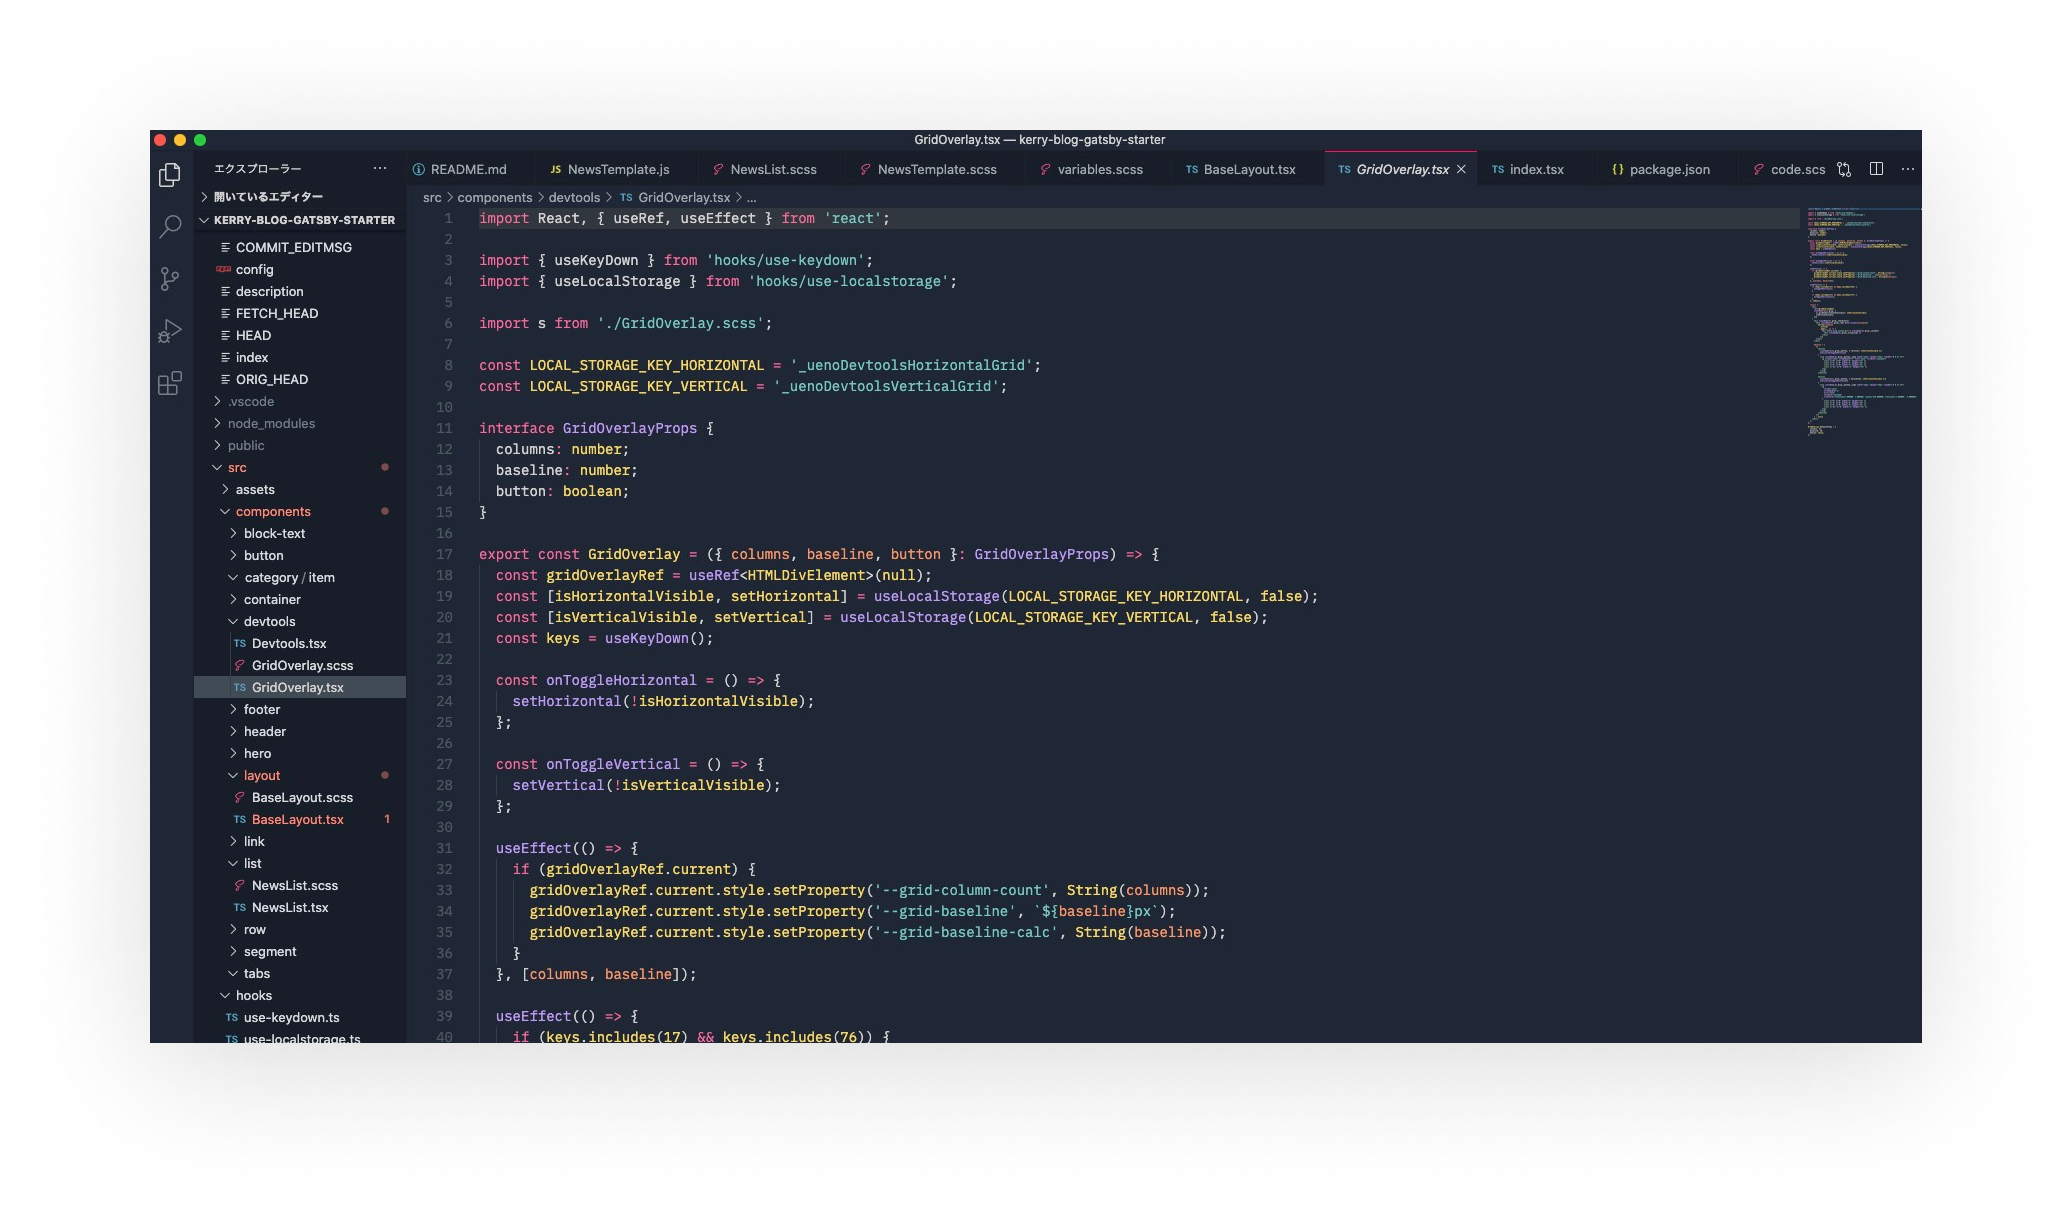 GridOverlay.tsx — kerry-blog-gatsby-starter
エクスプローラー
開いているエディター
KERRY-BLOG-GATSBY-STARTER
COMMIT_EDITMSG
config
description
FETCH_HEAD
HEAD
index
ORIG_HEAD
.vscode
node_modules
public
src
assets
components
block-text
button
category / item
container
devtools
TS Devtools.tsx
GridOverlay.scss
TS GridOverlay.tsx
footer
header
hero
layout
BaseLayout.scss
TS BaseLayout.tsx 1
link
list
NewsList.scss
TS NewsList.tsx
row
segment
tabs
hooks
TS use-keydown.ts
TS use-localstorage.ts
README.md JS NewsTemplate.js NewsList.scss NewsTemplate.scss variables.scss TS BaseLayout.tsx TS GridOverlay.tsx TS index.tsx {} package.json code.scs
src > components > devtools > TS GridOverlay.tsx > ...
1 import React, { useRef, useEffect } from 'react';
2
3 import { useKeyDown } from 'hooks/use-keydown';
4 import { useLocalStorage } from 'hooks/use-localstorage';
5
6 import s from './GridOverlay.scss';
7
8 const LOCAL_STORAGE_KEY_HORIZONTAL = '_uenoDevtoolsHorizontalGrid';
9 const LOCAL_STORAGE_KEY_VERTICAL = '_uenoDevtoolsVerticalGrid';
10
11 interface GridOverlayProps {
12 columns: number;
13 baseline: number;
14 button: boolean;
15 }
16
17 export const GridOverlay = ({ columns, baseline, button }: GridOverlayProps) => {
18 const gridOverlayRef = useRef<HTMLDivElement>(null);
19 const [isHorizontalVisible, setHorizontal] = useLocalStorage(LOCAL_STORAGE_KEY_HORIZONTAL, false);
20 const [isVerticalVisible, setVertical] = useLocalStorage(LOCAL_STORAGE_KEY_VERTICAL, false);
21 const keys = useKeyDown();
22
23 const onToggleHorizontal = () => {
24 setHorizontal(!isHorizontalVisible);
25 };
26
27 const onToggleVertical = () => {
28 setVertical(!isVerticalVisible);
29 };
30
31 useEffect(() => {
32 if (gridOverlayRef.current) {
33 gridOverlayRef.current.style.setProperty('--grid-column-count', String(columns));
34 gridOverlayRef.current.style.setProperty('--grid-baseline', `${baseline}px`);
35 gridOverlayRef.current.style.setProperty('--grid-baseline-calc', String(baseline));
36 }
37 }, [columns, baseline]);
38
39 useEffect(() => {
40 if (keys.includes(17) && keys.includes(76)) {